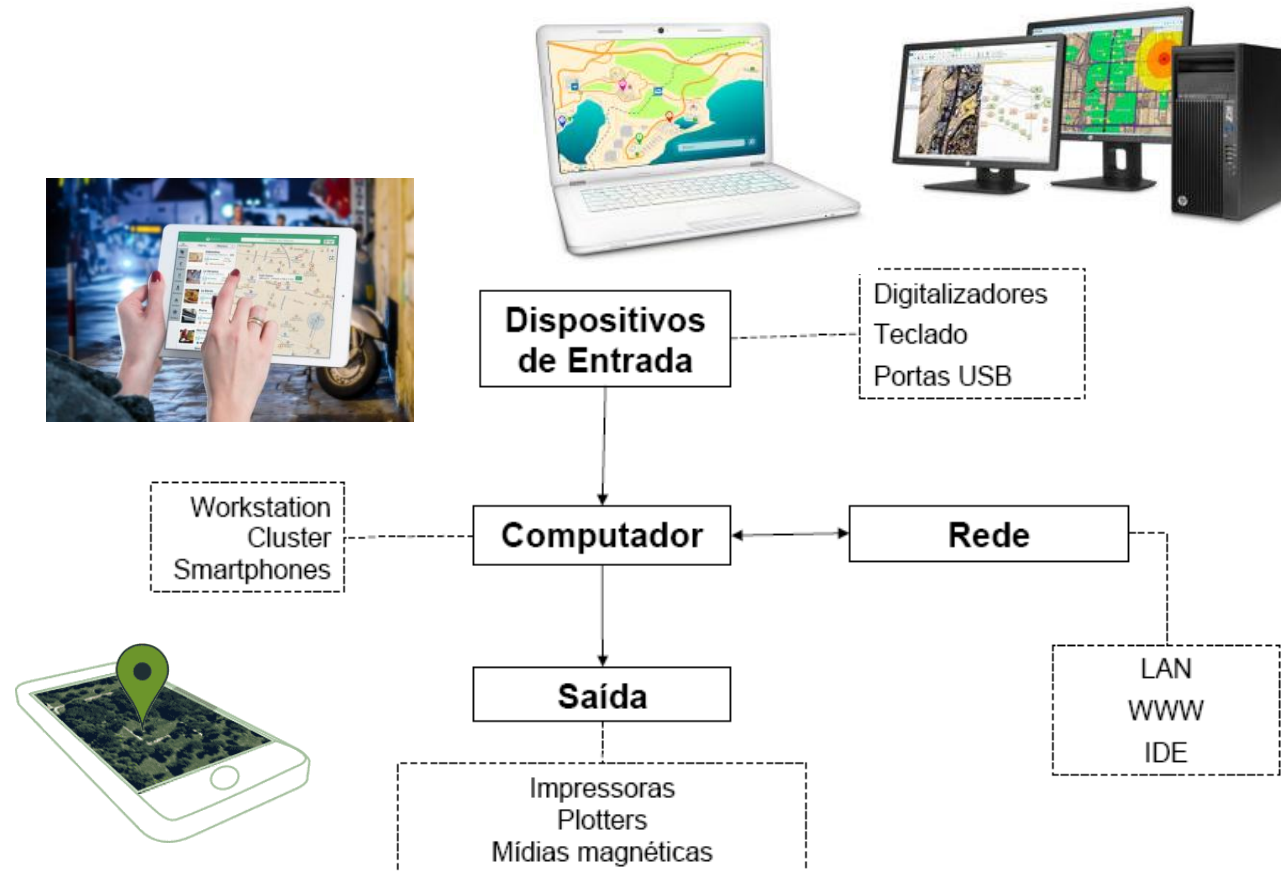 Dispositivos
de Entrada
Digitalizadores
Teclado
Portas USB
Workstation
Cluster
Smartphones
Computador
Rede
Saída
LAN
WWW
IDE
Impressoras
Plotters
Mídias magnéticas